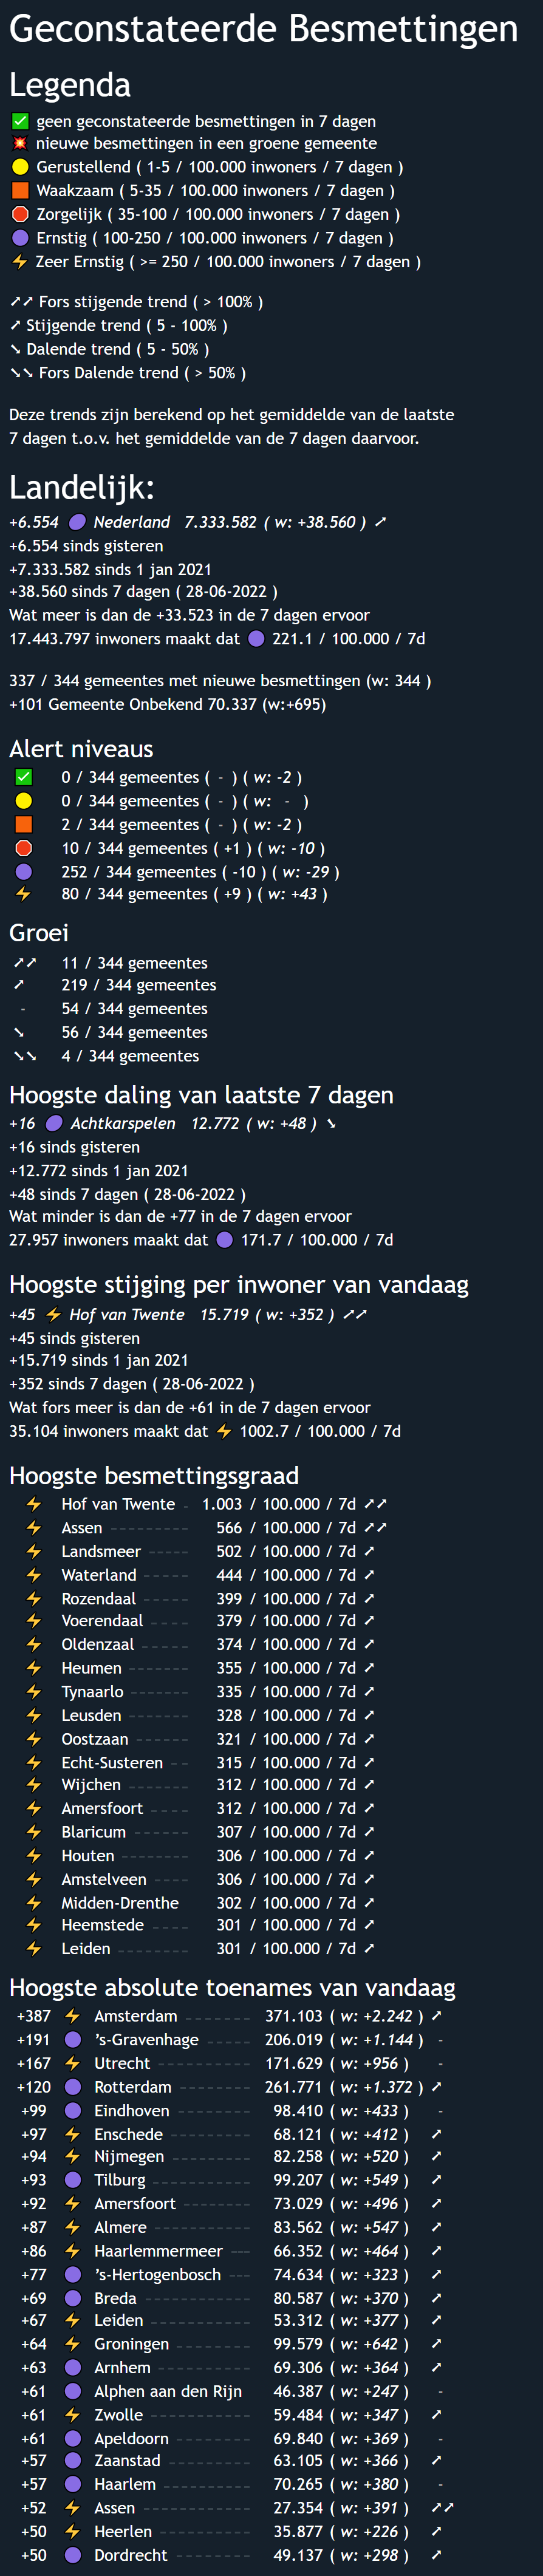 Geconstateerde Besmettingen
Legenda
✅ geen geconstateerde besmettingen in 7 dagen
💥 nieuwe besmettingen in een groene gemeente
🟡 Gerustellend ( 1-5 / 100.000 inwoners / 7 dagen )
🟧 Waakzaam ( 5-35 / 100.000 inwoners / 7 dagen )
🛑 Zorgelijk ( 35-100 / 100.000 inwoners / 7 dagen )
🟣 Ernstig ( 100-250 / 100.000 inwoners / 7 dagen )
⚡ Zeer Ernstig ( >= 250 / 100.000 inwoners / 7 dagen )
➚➚ Fors stijgende trend ( > 100% )
➚ Stijgende trend ( 5 - 100% )
➘ Dalende trend ( 5 - 50% )
➘➘ Fors Dalende trend ( > 50% )
Deze trends zijn berekend op het gemiddelde van de laatste
7 dagen t.o.v. het gemiddelde van de 7 dagen daarvoor.
Landelijk:
+6.554 🟣 Nederland 7.333.582 ( w: +38.560 ) ➚
+6.554 sinds gisteren
+7.333.582 sinds 1 jan 2021
+38.560 sinds 7 dagen ( 28-06-2022 )
Wat meer is dan de +33.523 in de 7 dagen ervoor
17.443.797 inwoners maakt dat 🟣 221.1 / 100.000 / 7d
337 / 344 gemeentes met nieuwe besmettingen (w: 344 )
+101 Gemeente Onbekend 70.337 (w:+695)
Alert niveaus
✅ 0 / 344 gemeentes ( - ) ( w: -2 )
🟡 0 / 344 gemeentes ( - ) ( w: - )
🟧 2 / 344 gemeentes ( - ) ( w: -2 )
🛑 10 / 344 gemeentes ( +1 ) ( w: -10 )
🟣 252 / 344 gemeentes ( -10 ) ( w: -29 )
⚡ 80 / 344 gemeentes ( +9 ) ( w: +43 )
Groei
➚➚ 11 / 344 gemeentes
➚ 219 / 344 gemeentes
- 54 / 344 gemeentes
➘ 56 / 344 gemeentes
➘➘ 4 / 344 gemeentes
Hoogste daling van laatste 7 dagen
+16 🟣 Achtkarspelen 12.772 ( w: +48 ) ➘
+16 sinds gisteren
+12.772 sinds 1 jan 2021
+48 sinds 7 dagen ( 28-06-2022 )
Wat minder is dan de +77 in de 7 dagen ervoor
27.957 inwoners maakt dat 🟣 171.7 / 100.000 / 7d
Hoogste stijging per inwoner van vandaag
+45 ⚡ Hof van Twente 15.719 ( w: +352 ) ➚➚
+45 sinds gisteren
+15.719 sinds 1 jan 2021
+352 sinds 7 dagen ( 28-06-2022 )
Wat fors meer is dan de +61 in de 7 dagen ervoor
35.104 inwoners maakt dat ⚡ 1002.7 / 100.000 / 7d
Hoogste besmettingsgraad
⚡ Hof van Twente - 1.003 / 100.000 / 7d ➚➚
⚡ Assen ---------- 566 / 100.000 / 7d ➚➚
⚡ Landsmeer ----- 502 / 100.000 / 7d ➚
⚡ Waterland ------ 444 / 100.000 / 7d ➚
⚡ Rozendaal ------ 399 / 100.000 / 7d ➚
⚡ Voerendaal ---- 379 / 100.000 / 7d ➚
⚡ Oldenzaal ----- 374 / 100.000 / 7d ➚
⚡ Heumen ------- 355 / 100.000 / 7d ➚
⚡ Tynaarlo ------- 335 / 100.000 / 7d ➚
⚡ Leusden ------- 328 / 100.000 / 7d ➚
⚡ Oostzaan ------ 321 / 100.000 / 7d ➚
⚡ Echt-Susteren -- 315 / 100.000 / 7d ➚
⚡ Wijchen ------- 312 / 100.000 / 7d ➚
⚡ Amersfoort ---- 312 / 100.000 / 7d ➚
⚡ Blaricum ------ 307 / 100.000 / 7d ➚
⚡ Houten -------- 306 / 100.000 / 7d ➚
⚡ Amstelveen ---- 306 / 100.000 / 7d ➚
⚡ Midden-Drenthe 302 / 100.000 / 7d ➚
⚡ Heemstede ---- 301 / 100.000 / 7d ➚
⚡ Leiden -------- 301 / 100.000 / 7d ➚
Hoogste absolute toenames van vandaag
+387 ⚡ Amsterdam ------- 371.103 ( w: +2.242 ) ➚
+191 🟣 's-Gravenhage ----- 206.019 ( w: +1.144 ) -
+167 ⚡ Utrecht ---------- 171.629 ( w: +956 ) -
+120 🟣 Rotterdam -------- 261.771 ( w: +1.372 ) ➚
+99 🟣 Eindhoven -------- 98.410 ( w: +433 ) -
+97 ⚡ Enschede --------- 68.121 ( w: +412 ) ➚
+94 ⚡ Nijmegen --------- 82.258 ( w: +520 ) ➚
+93 🟣 Tilburg ----------- 99.207 ( w: +549 ) ➚
+92 ⚡ Amersfoort ------- 73.029 ( w: +496 ) ➚
+87 ⚡ Almere ----------- 83.562 ( w: +547 ) ➚
+86 ⚡ Haarlemmermeer --- 66.352 ( w: +464 ) ➚
+77 🟣 's-Hertogenbosch --- 74.634 ( w: +323 ) ➚
+69 🟣 Breda ------------ 80.587 ( w: +370 ) ➚
+67 ⚡ Leiden ----------- 53.312 ( w: +377 ) ➚
+64 ⚡ Groningen -------- 99.579 ( w: +642 ) ➚
+63 🟣 Arnhem ---------- 69.306 ( w: +364 ) ➚
+61 🟣 Alphen aan den Rijn 46.387 ( w: +247 ) -
+61 ⚡ Zwolle ----------- 59.484 ( w: +347 ) ➚
+61 🟣 Apeldoorn -------- 69.840 ( w: +369 ) -
+57 🟣 Zaanstad --------- 63.105 ( w: +366 ) ➚
+57 🟣 Haarlem ---------- 70.265 ( w: +380 ) -
+52 ⚡ Assen ------------ 27.354 ( w: +391 ) ➚➚
+50 ⚡ Heerlen ---------- 35.877 ( w: +226 ) ➚
+50 🟣 Dordrecht -------- 49.137 ( w: +298 ) ➚